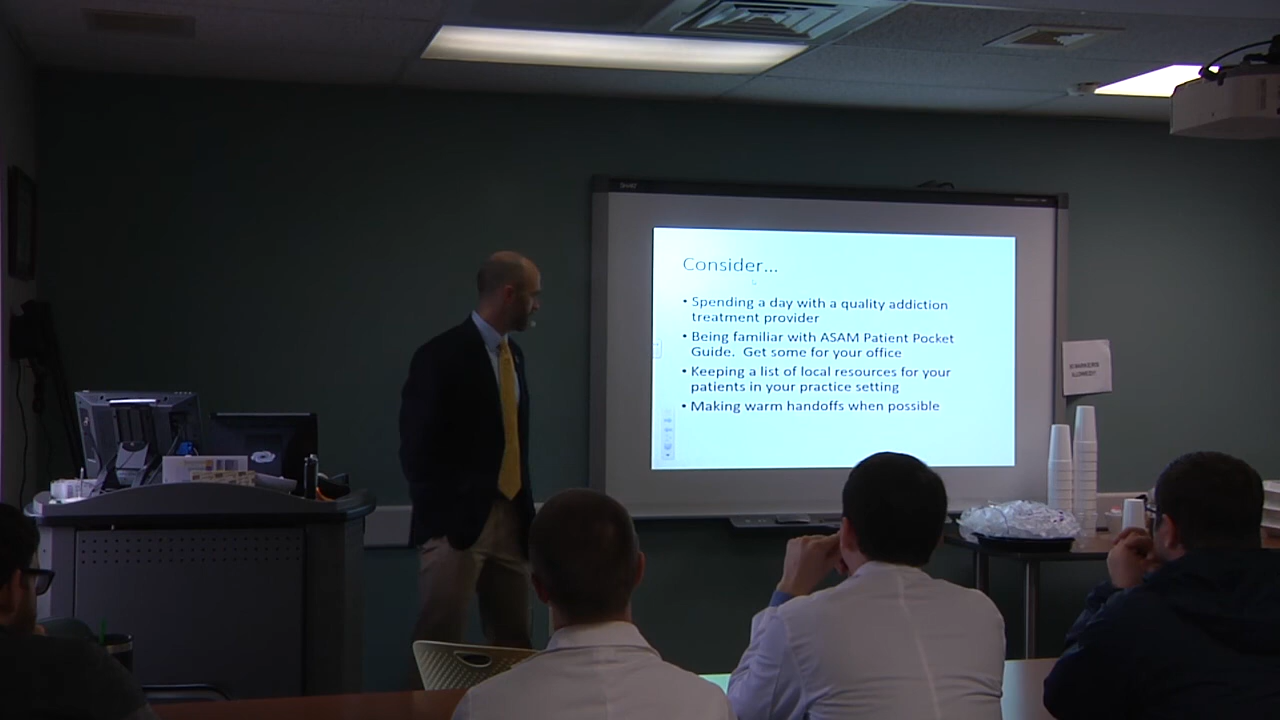 SMART
Consider...
• Spending a day with a quality addiction
treatment provider
• Being familiar with ASAM Patient Pocket
Guide. Get some for your office
• Keeping a list of local resources for your
patients in your practice setting
• Making warm handoffs when possible